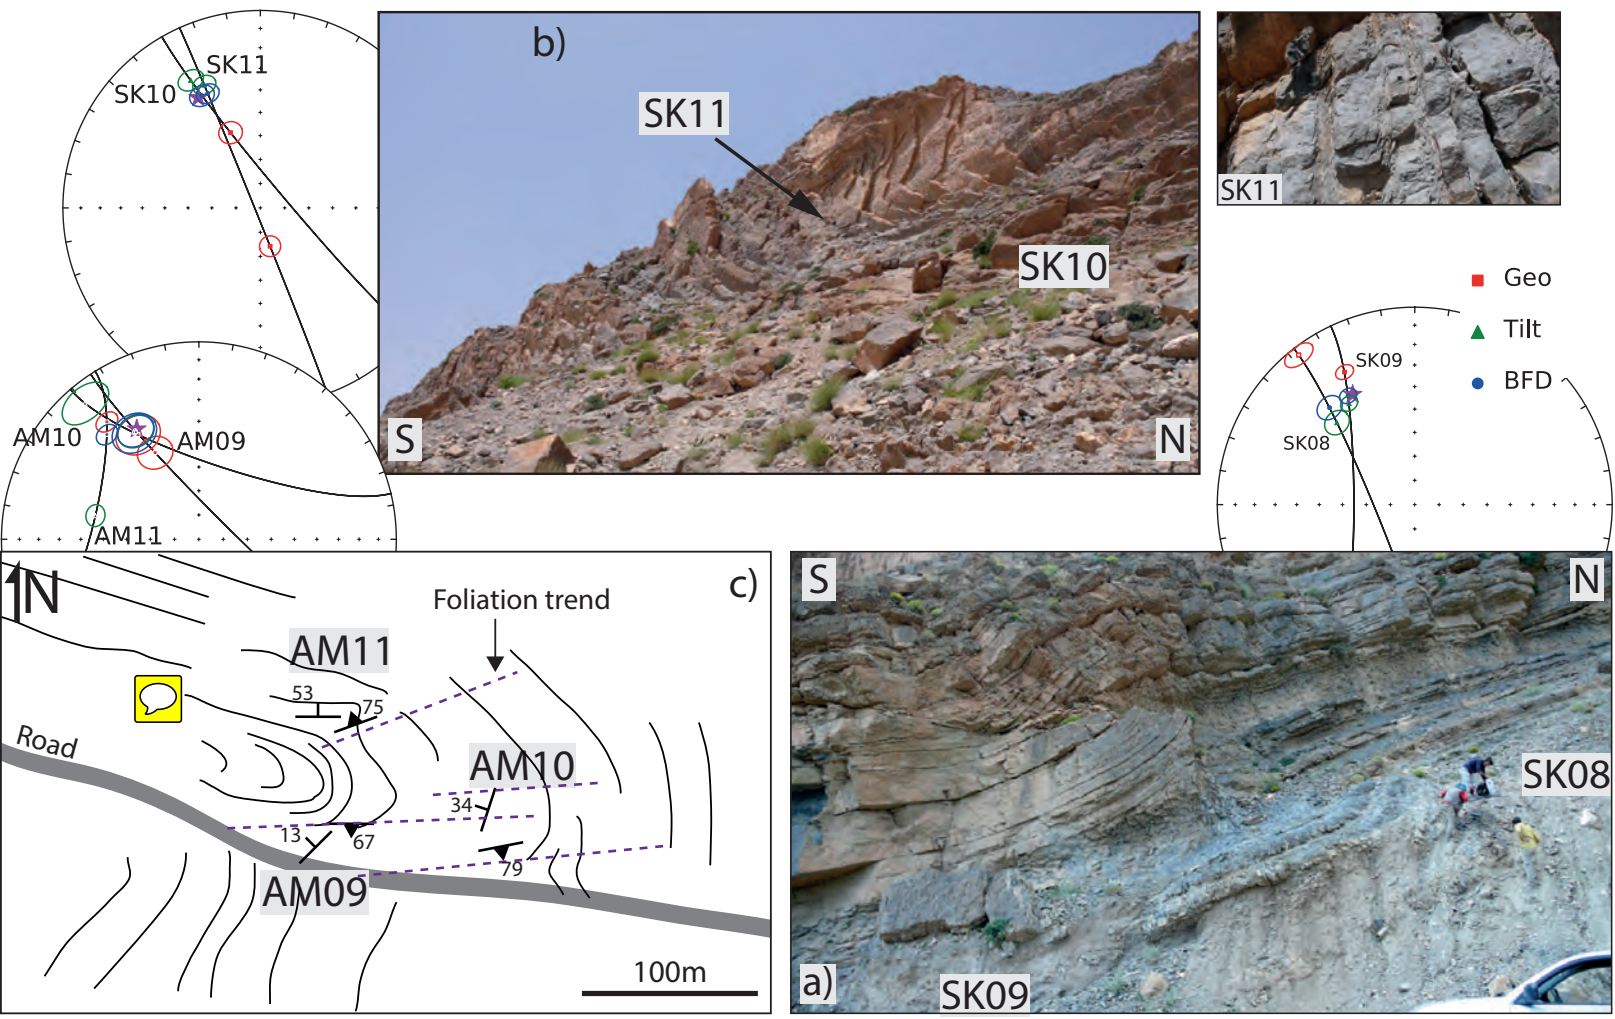 SK11
SK10
b)
SK11
SK10
S
N
SK11
Geo
Tilt
BFD
SK09
SK08
AM10
AM09
AM11
N
c)
Foliation trend
AM11
53
75
Road
AM10
34
13
67
79
AM09
100m
S
N
SK08
a)
SK09